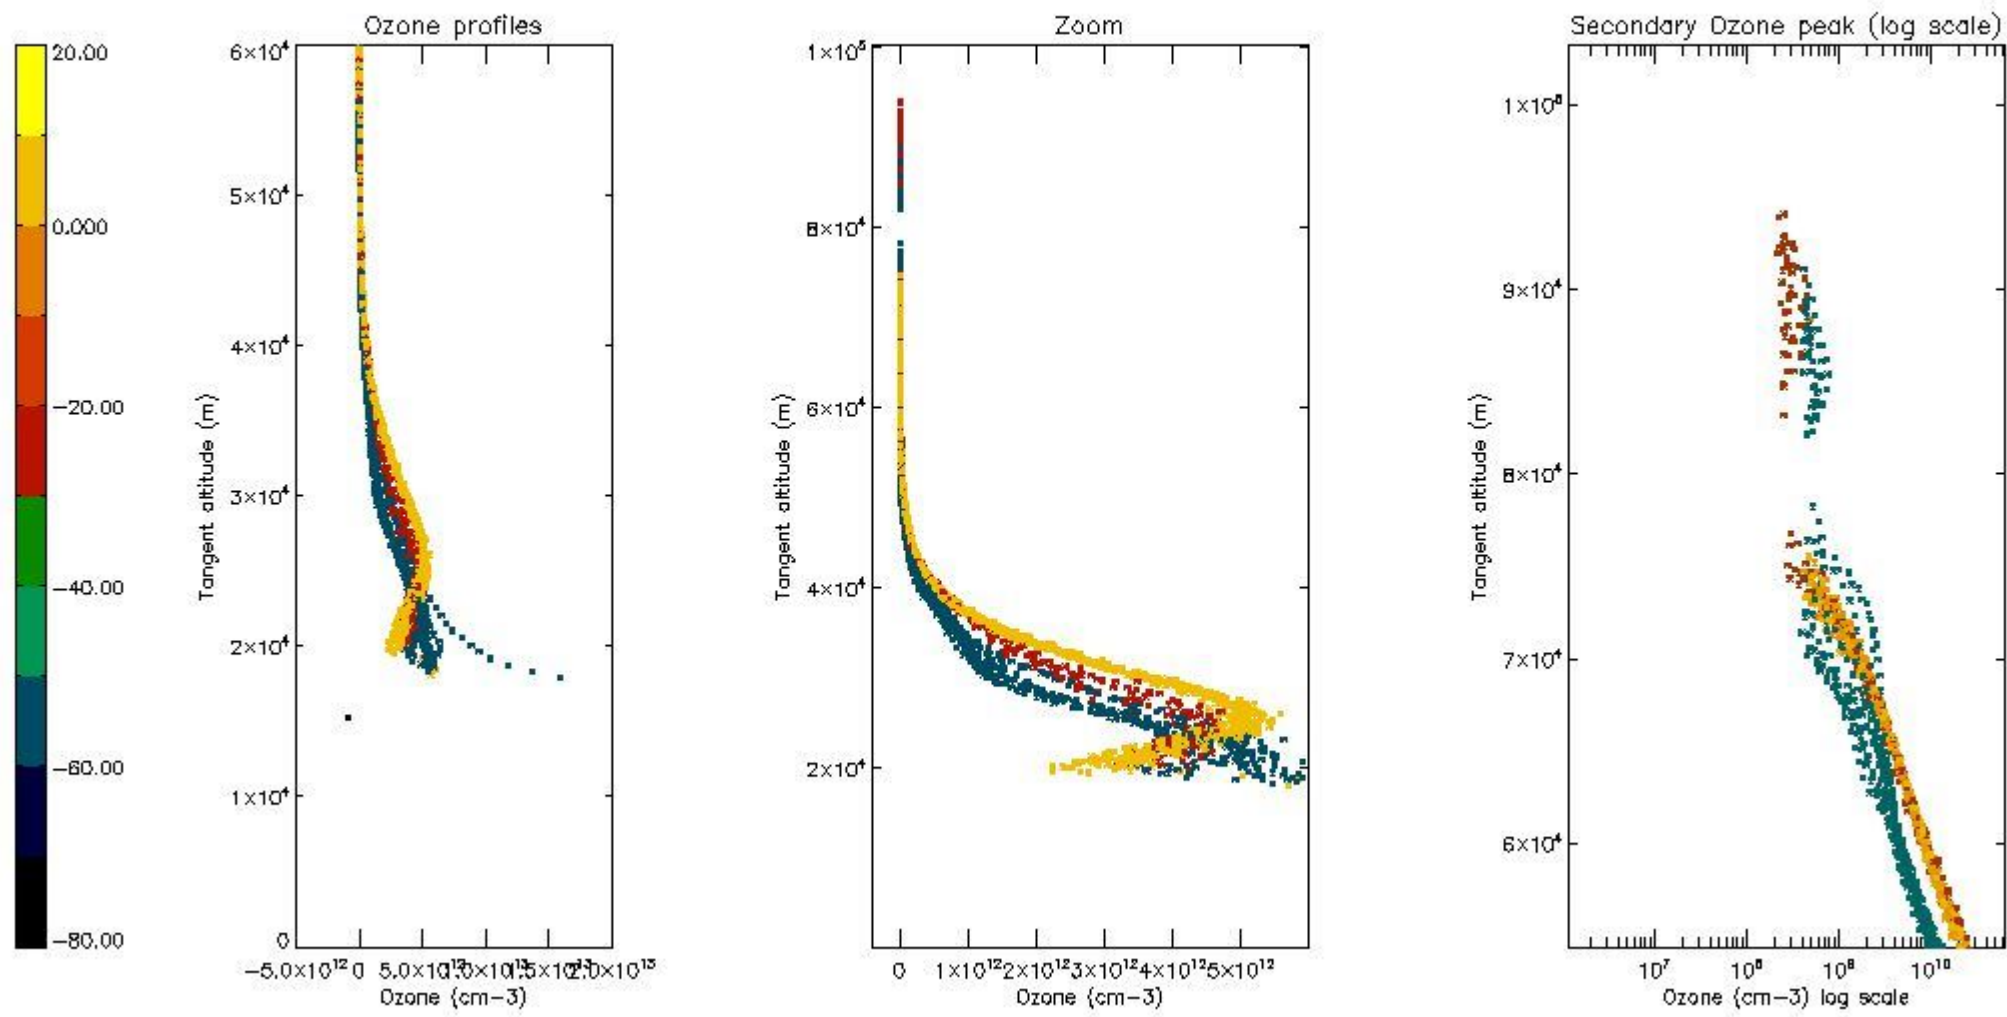 Ozone profiles
Zoom
Secondary Ozone peak (log scale)
20.00
0.000
−20.00
−40.00
−60.00
−80.00
6×10⁴
5×10⁴
4×10⁴
3×10⁴
2×10⁴
1×10⁴
0
Tangent altitude (m)
−5.0×10¹² 0
Ozone (cm−3)
1×10⁵
8×10⁴
6×10⁴
4×10⁴
2×10⁴
Tangent altitude (m)
0 1×10¹² 2×10¹² 3×10¹² 4×10¹² 5×10¹²
Ozone (cm−3)
9×10⁴
8×10⁴
7×10⁴
6×10⁴
Tangent altitude (m)
10⁷ 10⁹ 10¹⁰
Ozone (cm−3) log scale